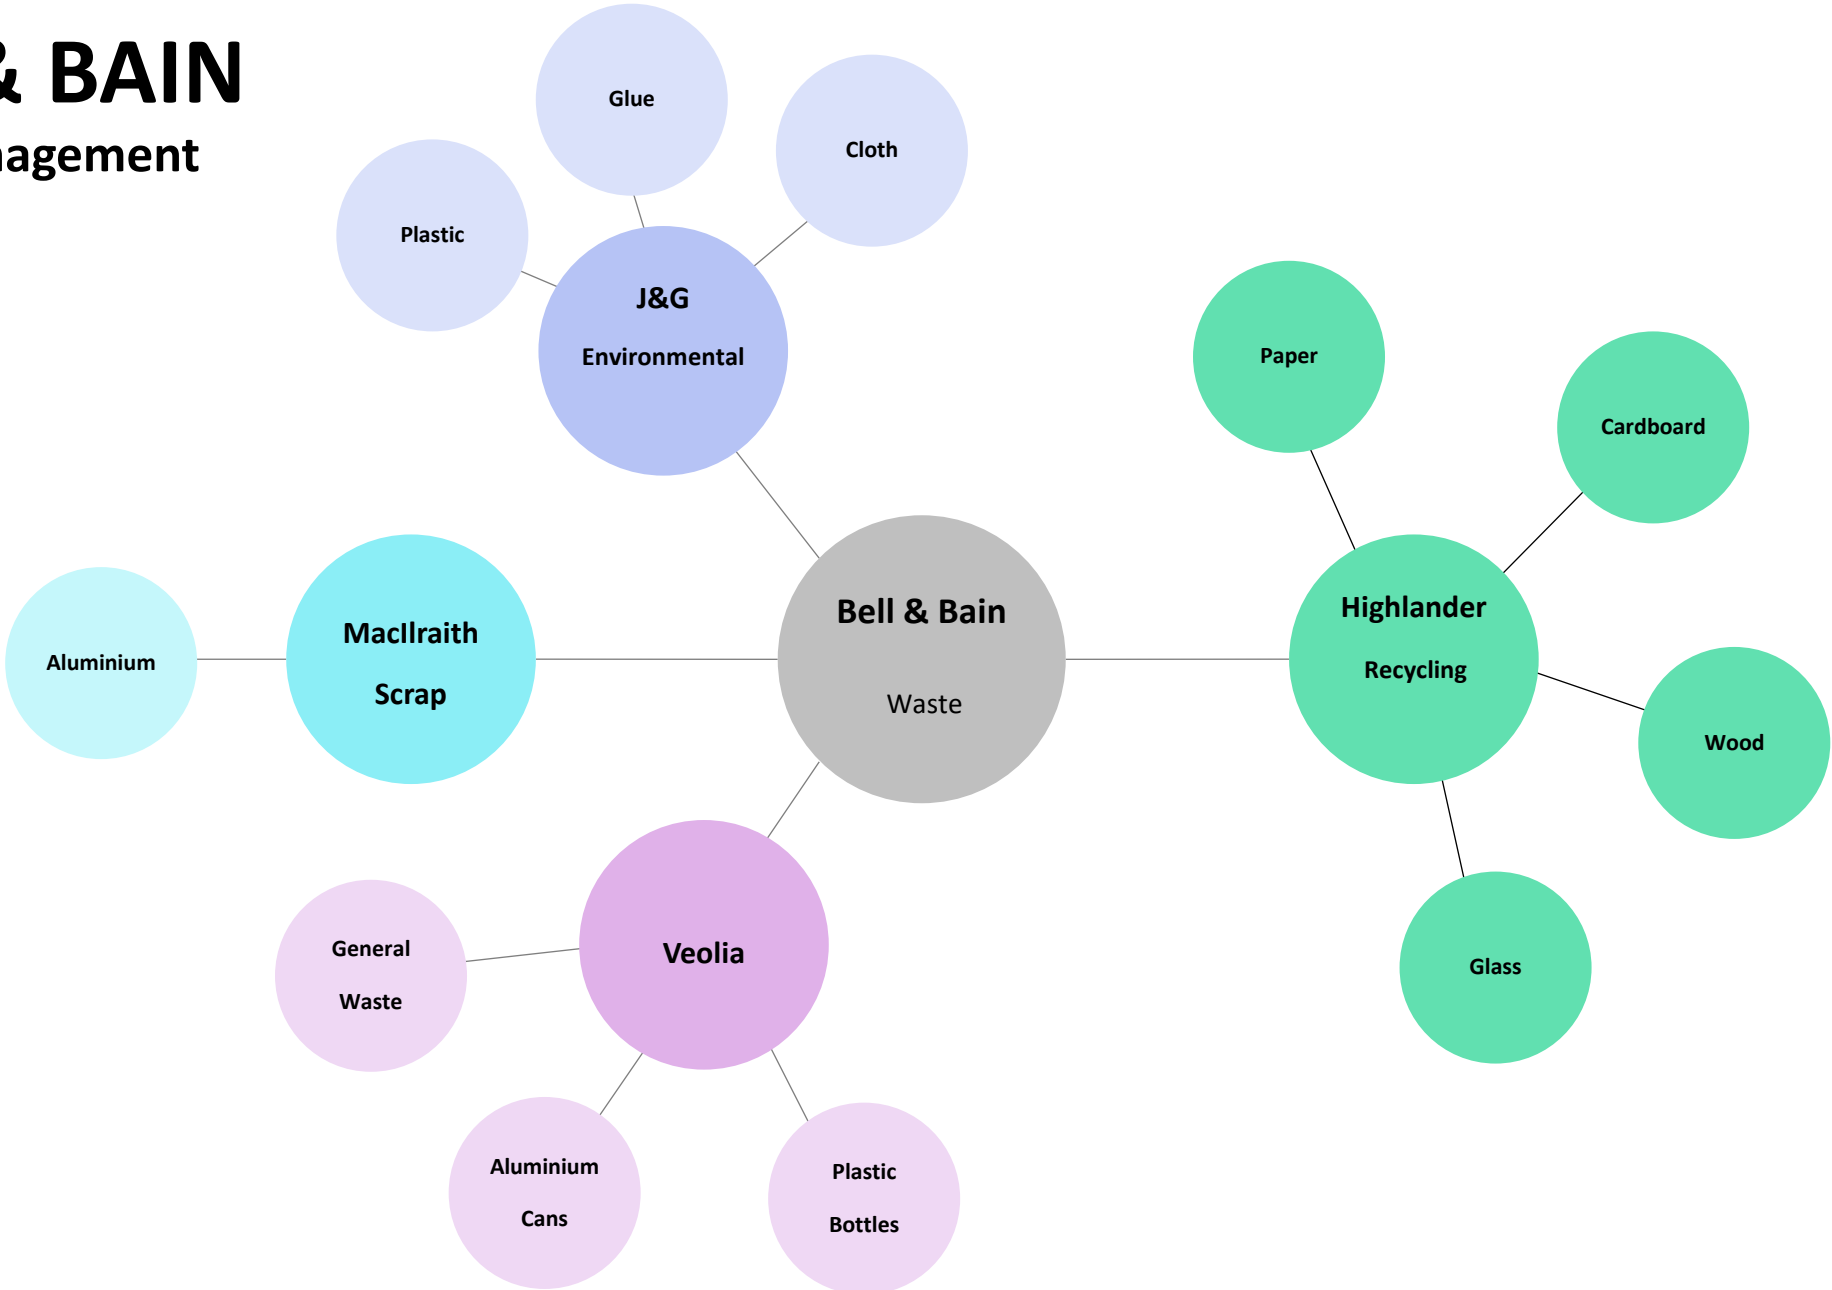 & BAIN
nagement
Glue
Cloth
Plastic
J&G
Environmental
Paper
Cardboard
Highlander
Recycling
Bell & Bain
Waste
MacIlraith
Scrap
Aluminium
Wood
Veolia
General
Waste
Glass
Aluminium
Cans
Plastic
Bottles